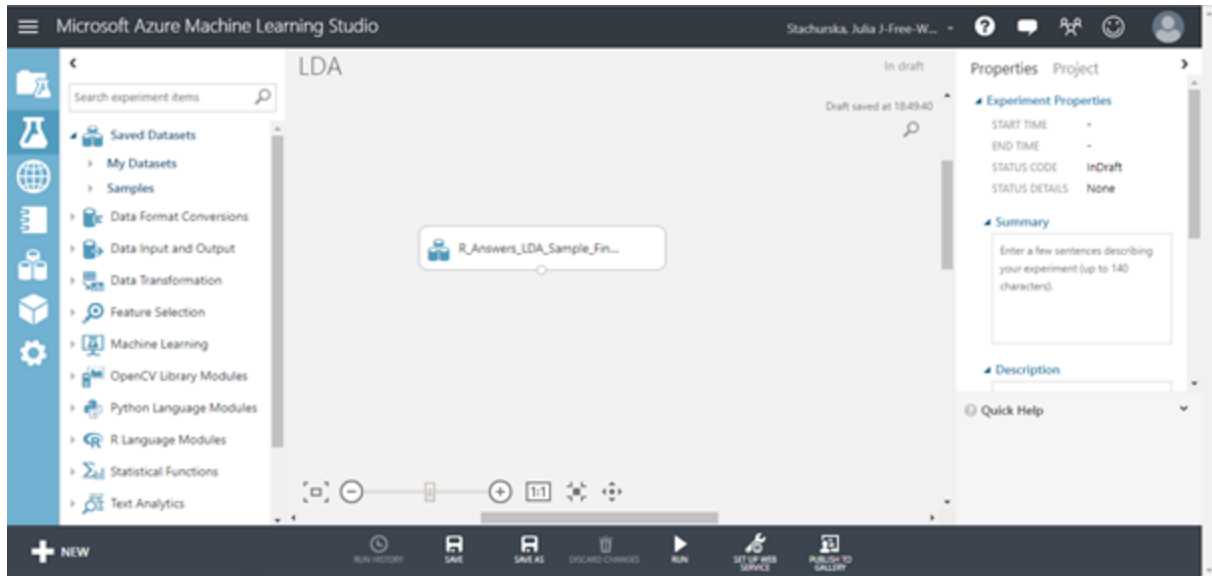 Microsoft Azure Machine Learning Studio
Stachurska, Julia J-Free-W...
Search experiment items
Saved Datasets
My Datasets
Samples
Data Format Conversions
Data Input and Output
Data Transformation
Feature Selection
Machine Learning
OpenCV Library Modules
Python Language Modules
R Language Modules
Statistical Functions
Text Analytics
LDA
In draft
Draft saved at 18:49:40
R_Answers_LDA_Sample_Fin...
1:1
Properties Project
Experiment Properties
START TIME -
END TIME -
STATUS CODE InDraft
STATUS DETAILS None
Summary
Enter a few sentences describing
your experiment (up to 140
characters).
Description
Quick Help
NEW
RUN HISTORY
SAVE
SAVE AS
DISCARD CHANGES
RUN
SET UP WEB
SERVICE
PUBLISH TO
GALLERY